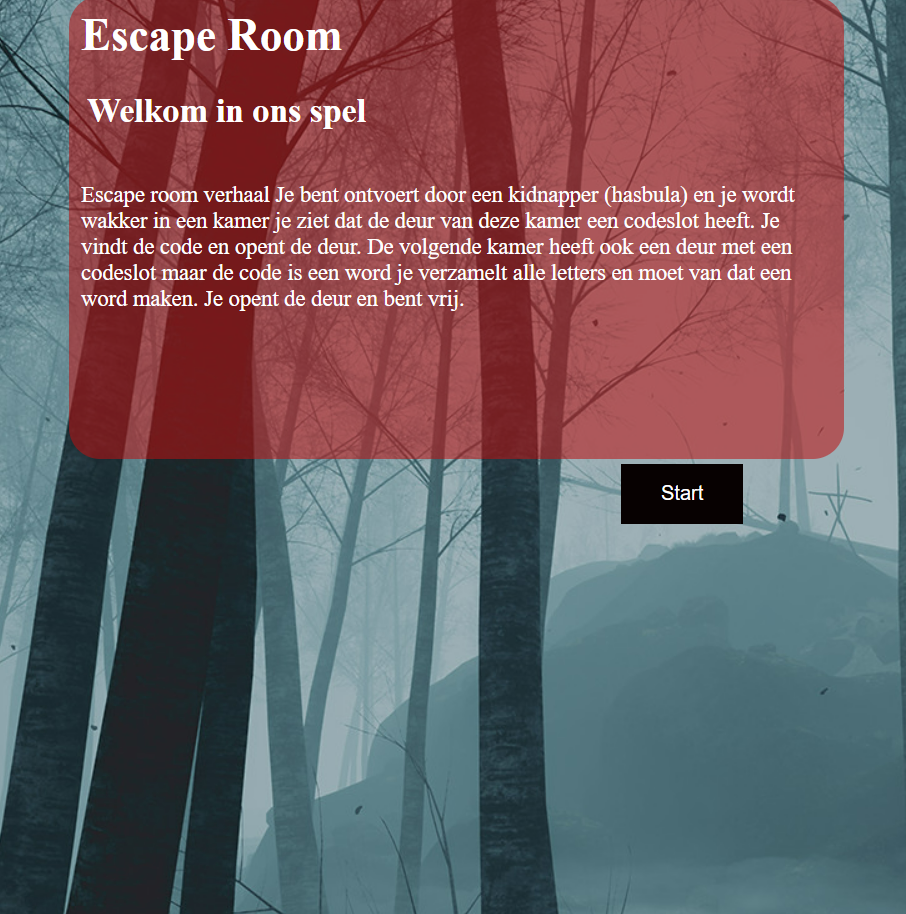 Escape Room
Welkom in ons spel
Escape room verhaal Je bent ontvoert door een kidnapper (hasbula) en je wordt
wakker in een kamer je ziet dat de deur van deze kamer een codeslot heeft. Je
vindt de code en opent de deur. De volgende kamer heeft ook een deur met een
codeslot maar de code is een word je verzamelt alle letters en moet van dat een
word maken. Je opent de deur en bent vrij.
Start